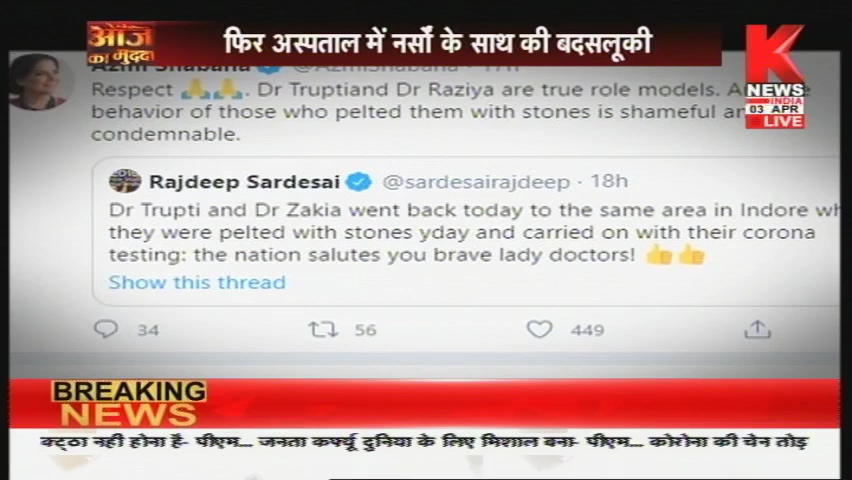 आज
का मुद्दा
फिर अस्पताल में नर्सों के साथ की बदसलूकी
K
NEWS
INDIA
03 APR
LIVE
Azmi Shabana @AzmiShabana · 17h
Respect 🙏🙏. Dr Truptiand Dr Raziya are true role models.
behavior of those who pelted them with stones is shameful
condemnable.
Rajdeep Sardesai @sardesairajdeep · 18h
Dr Trupti and Dr Zakia went back today to the same area in Indore wh
they were pelted with stones yday and carried on with their corona
testing: the nation salutes you brave lady doctors! 👍👍
Show this thread
34 56 449
BREAKING
NEWS
क्ट्ठा नही होना है- पीएम... जनता कर्फ्यू दुनिया के लिए मिशाल बना- पीएम... कोरोना की चेन तोड़